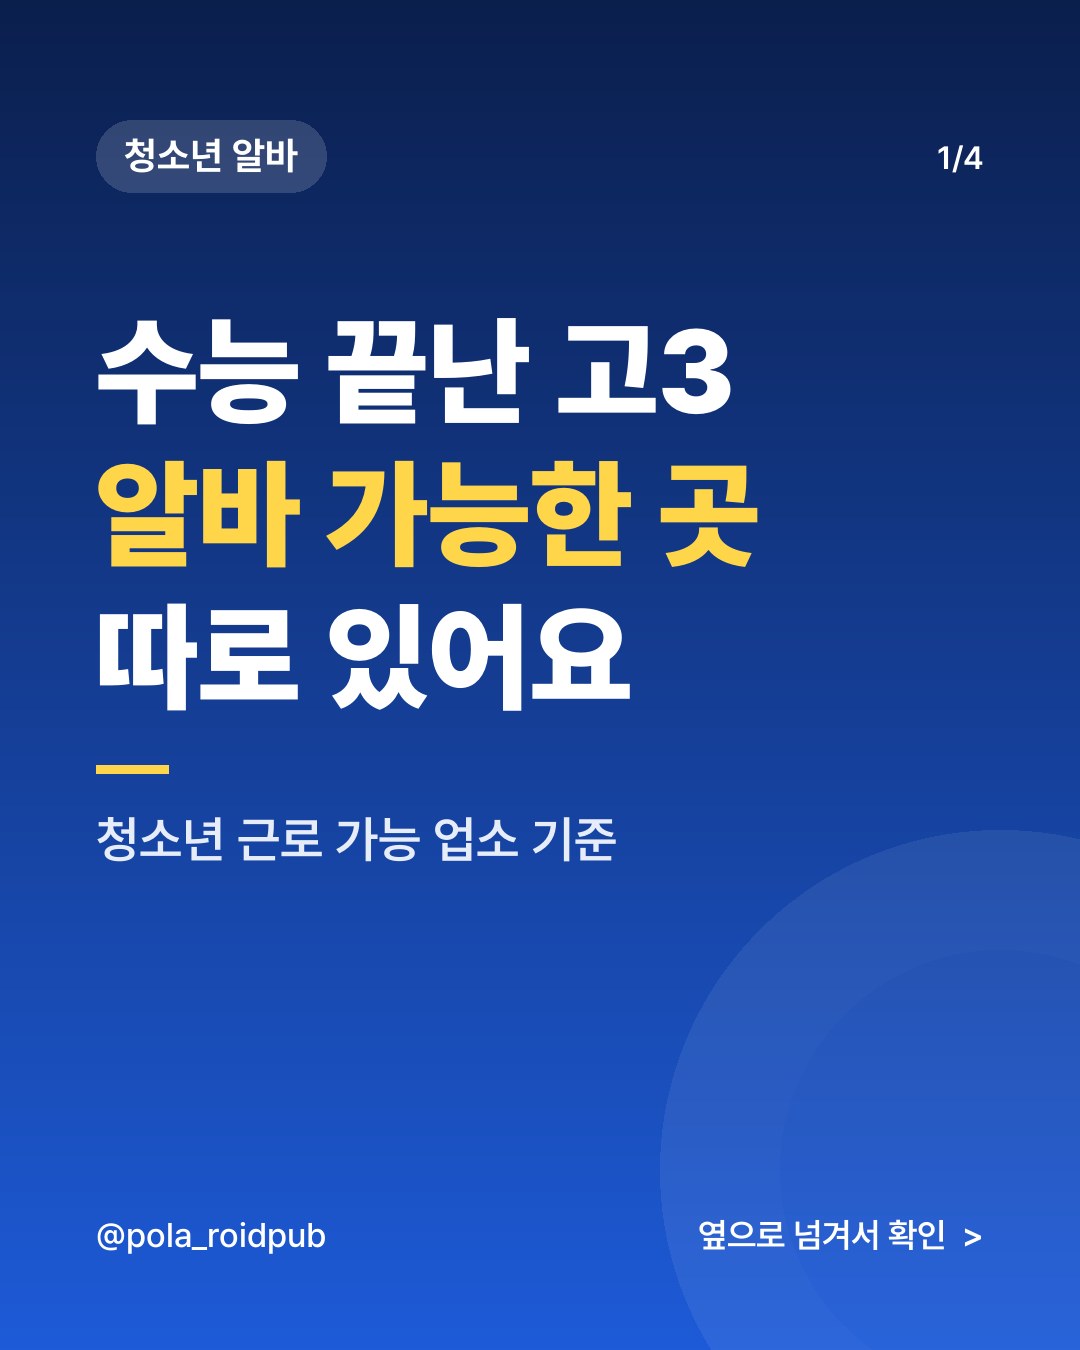 청소년 알바
1/4
수능 끝난 고3
알바 가능한 곳
따로 있어요
청소년 근로 가능 업소 기준
@pola_roidpub
옆으로 넘겨서 확인 >